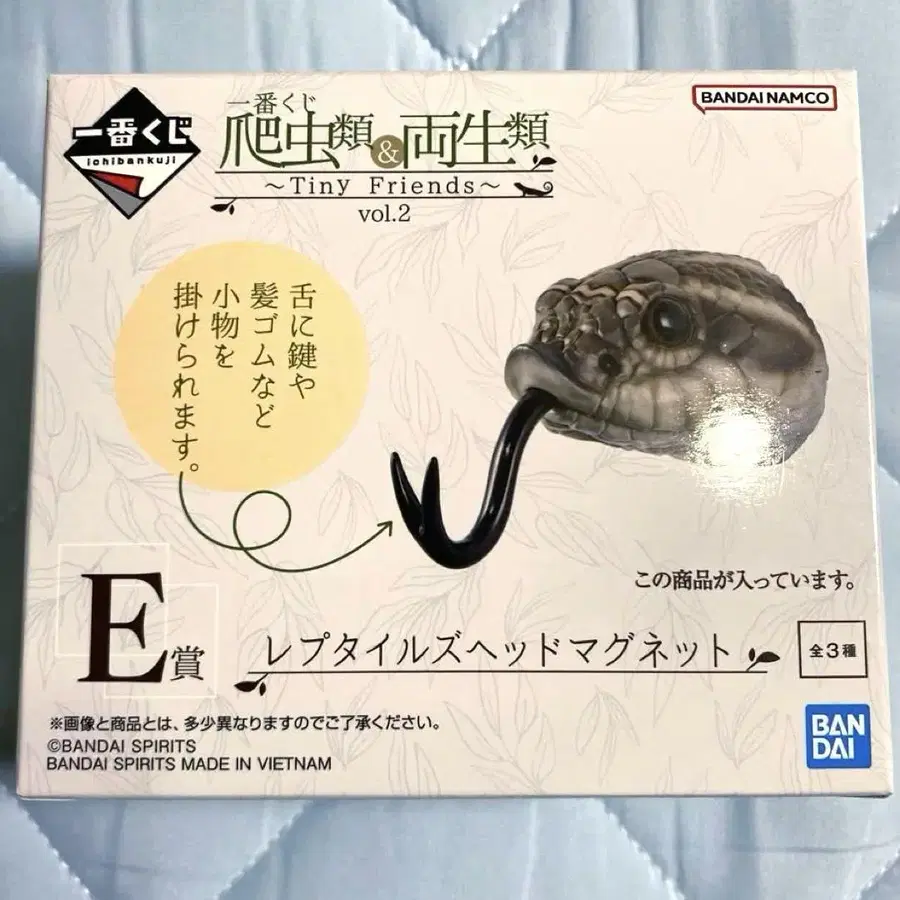 一番くじ
ichibankuji
一番くじ
爬虫類&両生類
～Tiny Friends～
vol.2
BANDAI NAMCO
舌に鍵や
髪ゴムなど
小物を
掛けられます。
この商品が入っています。
E賞
レプタイルズヘッドマグネット
全3種
※画像と商品とは、多少異なりますのでご了承ください。
©BANDAI SPIRITS
BANDAI SPIRITS MADE IN VIETNAM
BAN
DAI